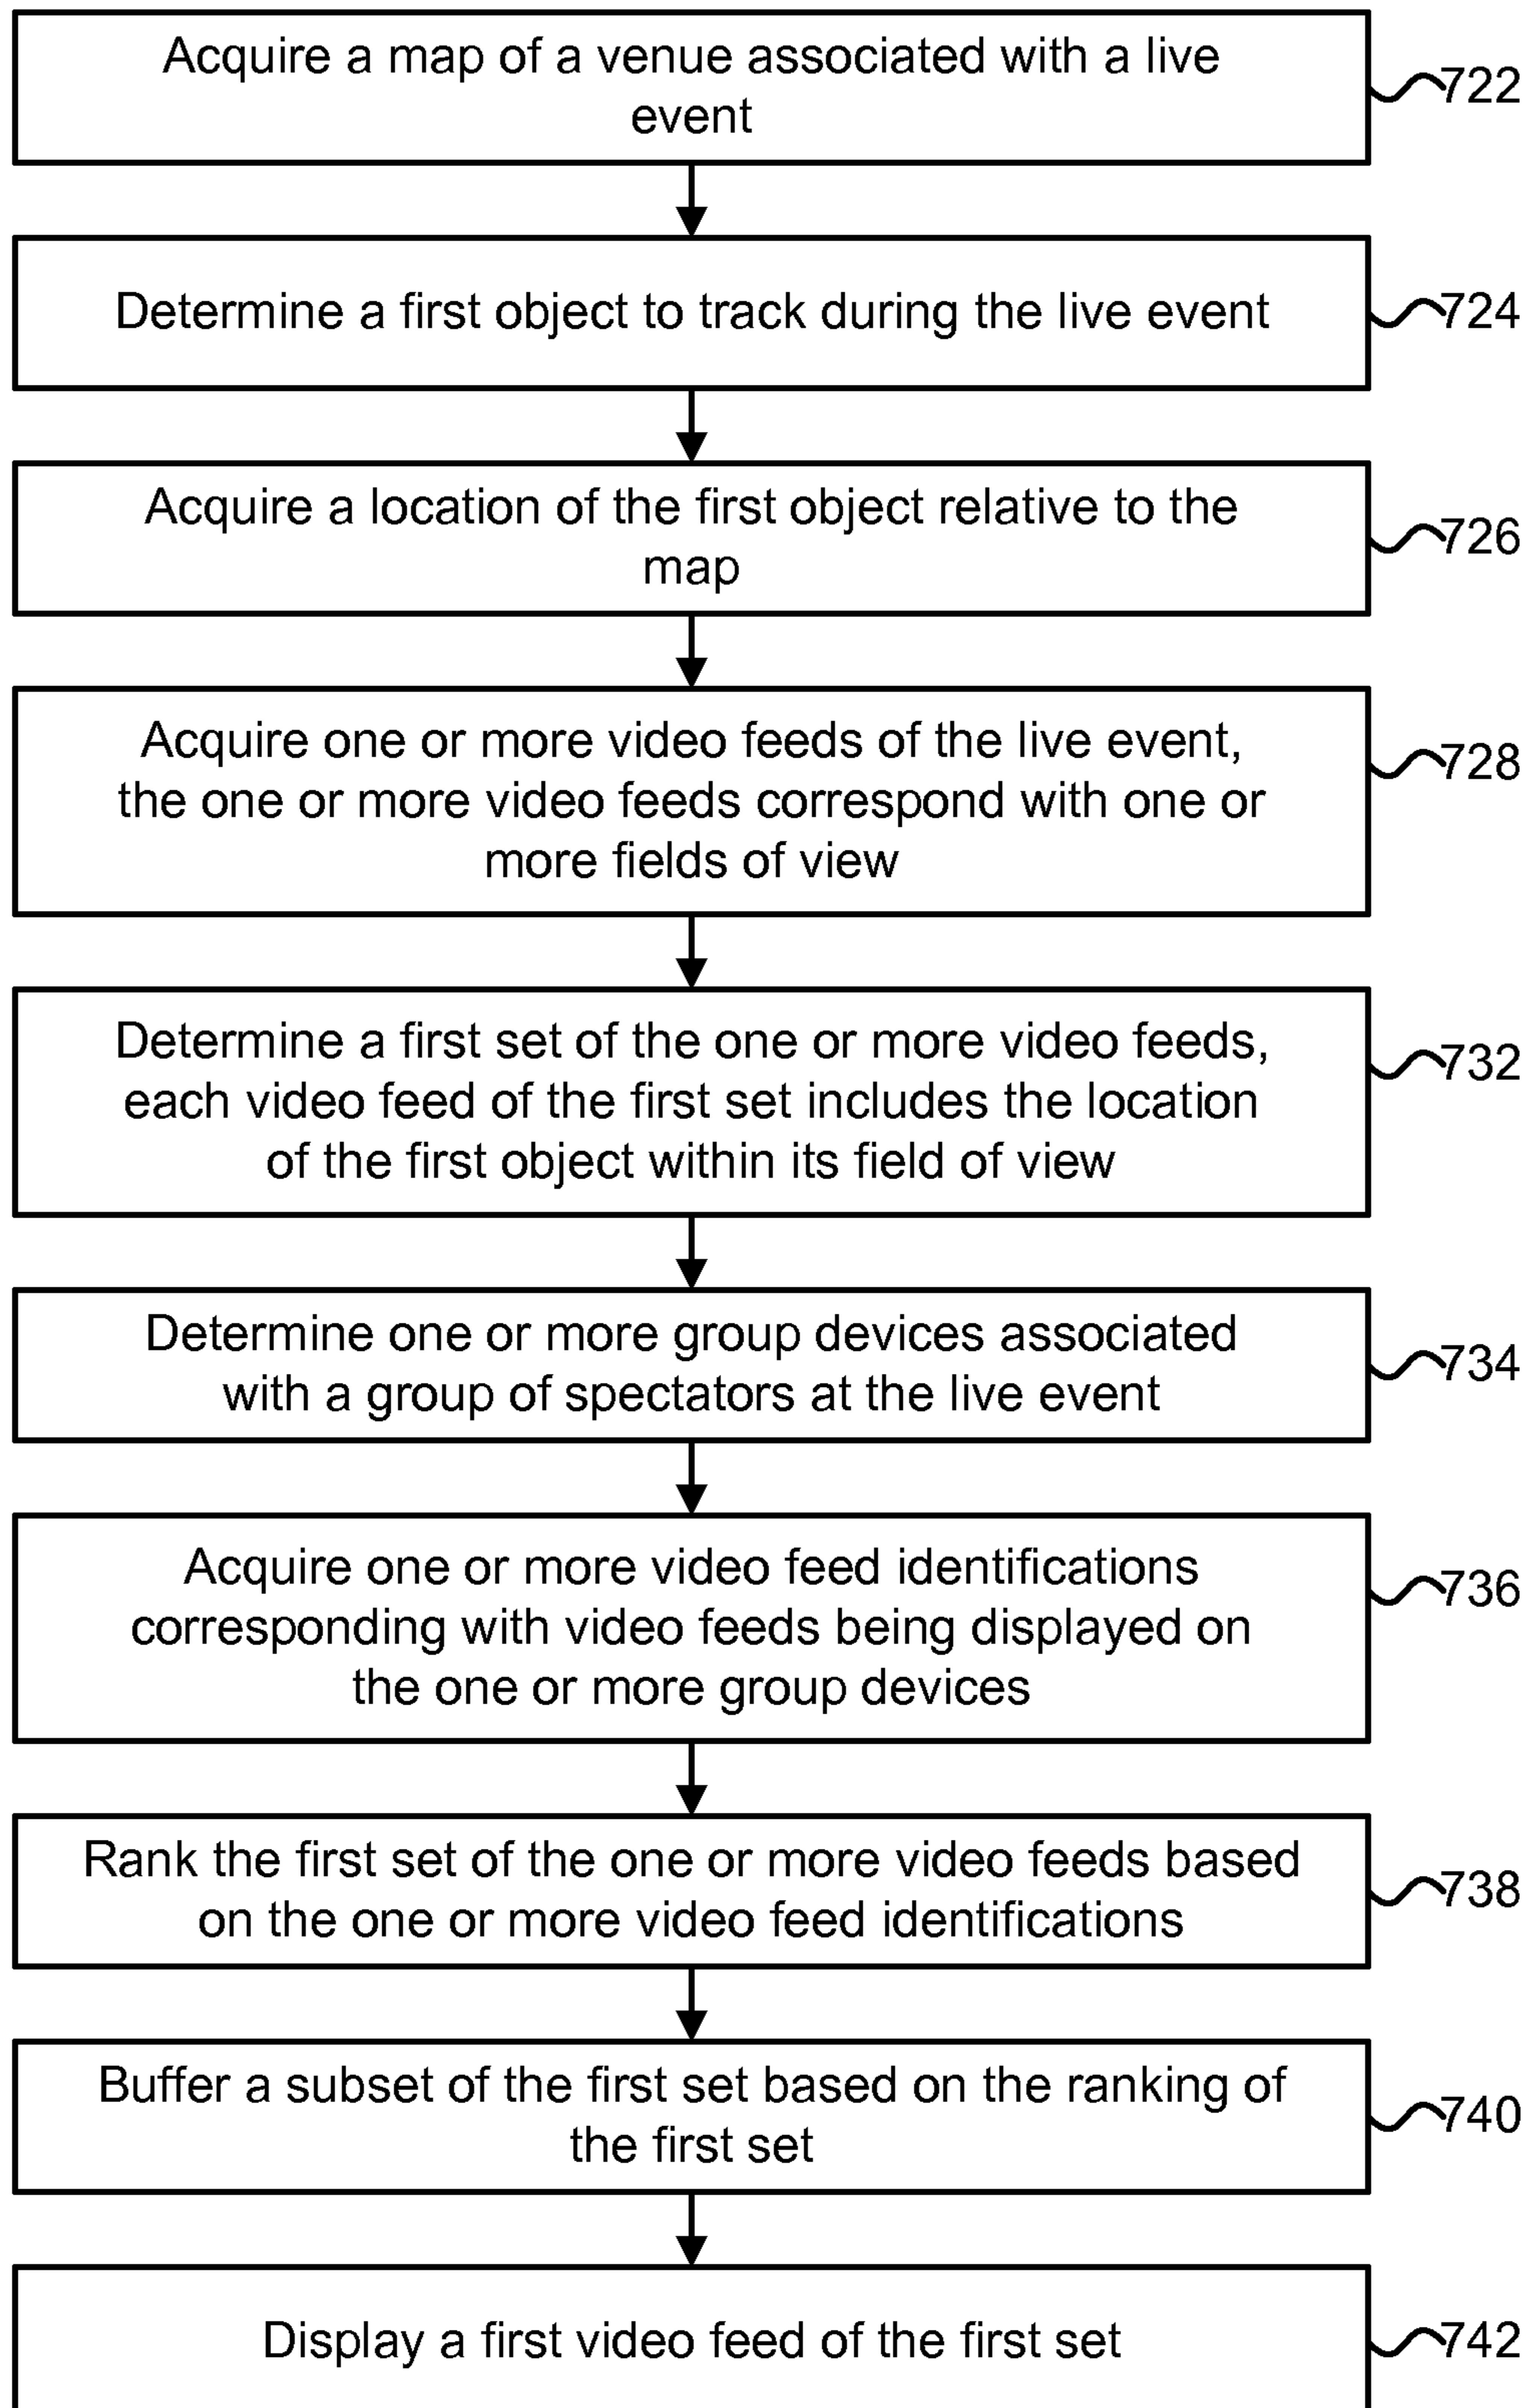 Acquire a map of a venue associated with a live
event
722
Determine a first object to track during the live event
724
Acquire a location of the first object relative to the
map
726
Acquire one or more video feeds of the live event,
the one or more video feeds correspond with one or
more fields of view
728
Determine a first set of the one or more video feeds,
each video feed of the first set includes the location
of the first object within its field of view
732
Determine one or more group devices associated
with a group of spectators at the live event
734
Acquire one or more video feed identifications
corresponding with video feeds being displayed on
the one or more group devices
736
Rank the first set of the one or more video feeds based
on the one or more video feed identifications
738
Buffer a subset of the first set based on the ranking of
the first set
740
Display a first video feed of the first set
742